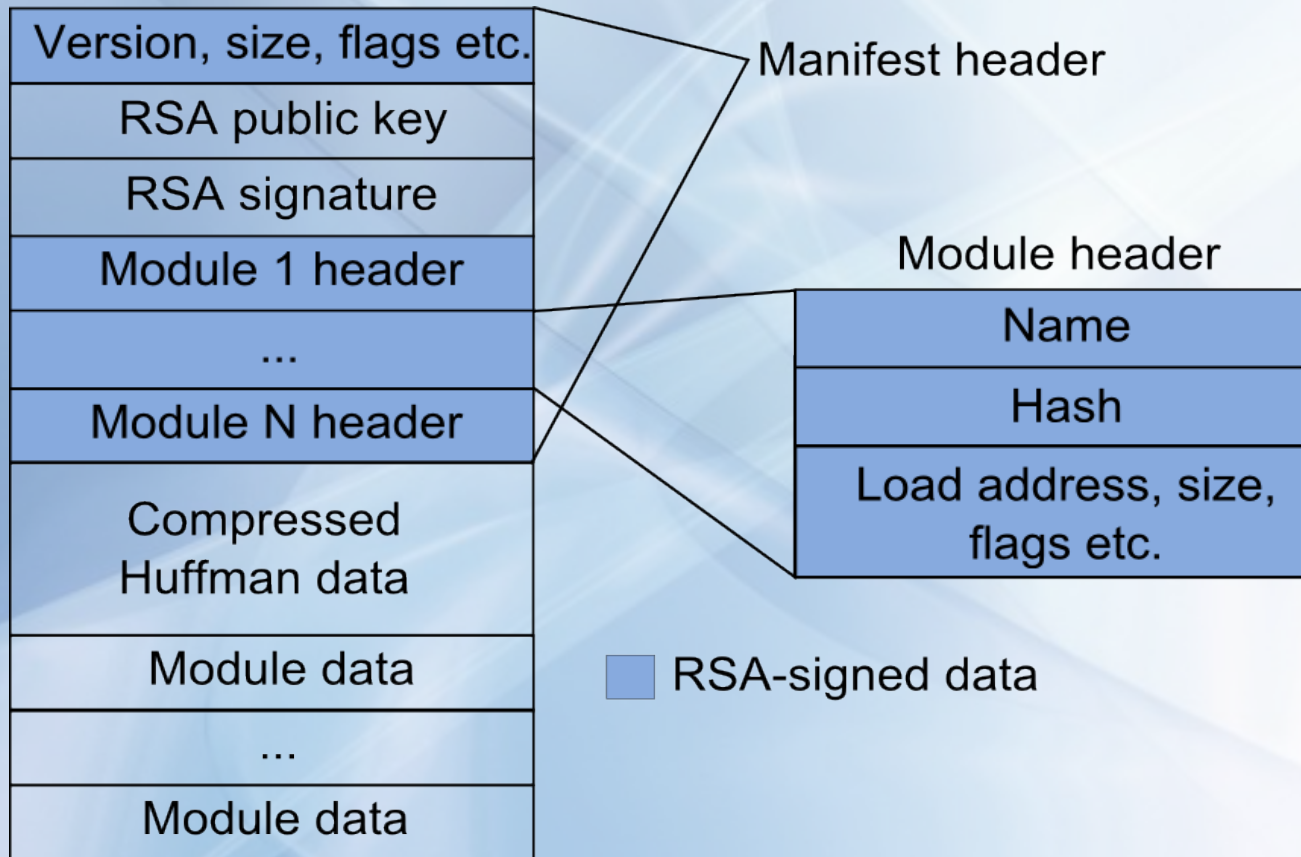 Version, size, flags etc.
RSA public key
RSA signature
Module 1 header
...
Module N header
Compressed
Huffman data
Module data
...
Module data
Manifest header
Module header
Name
Hash
Load address, size,
flags etc.
RSA-signed data